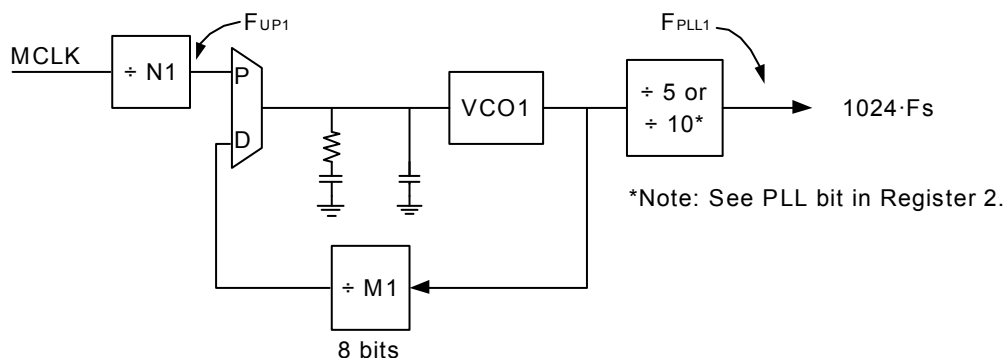 FUP1
FPLL1
MCLK
÷ N1
P
D
VCO1
÷ 5 or
÷ 10*
1024·Fs
*Note: See PLL bit in Register 2.
÷ M1
8 bits